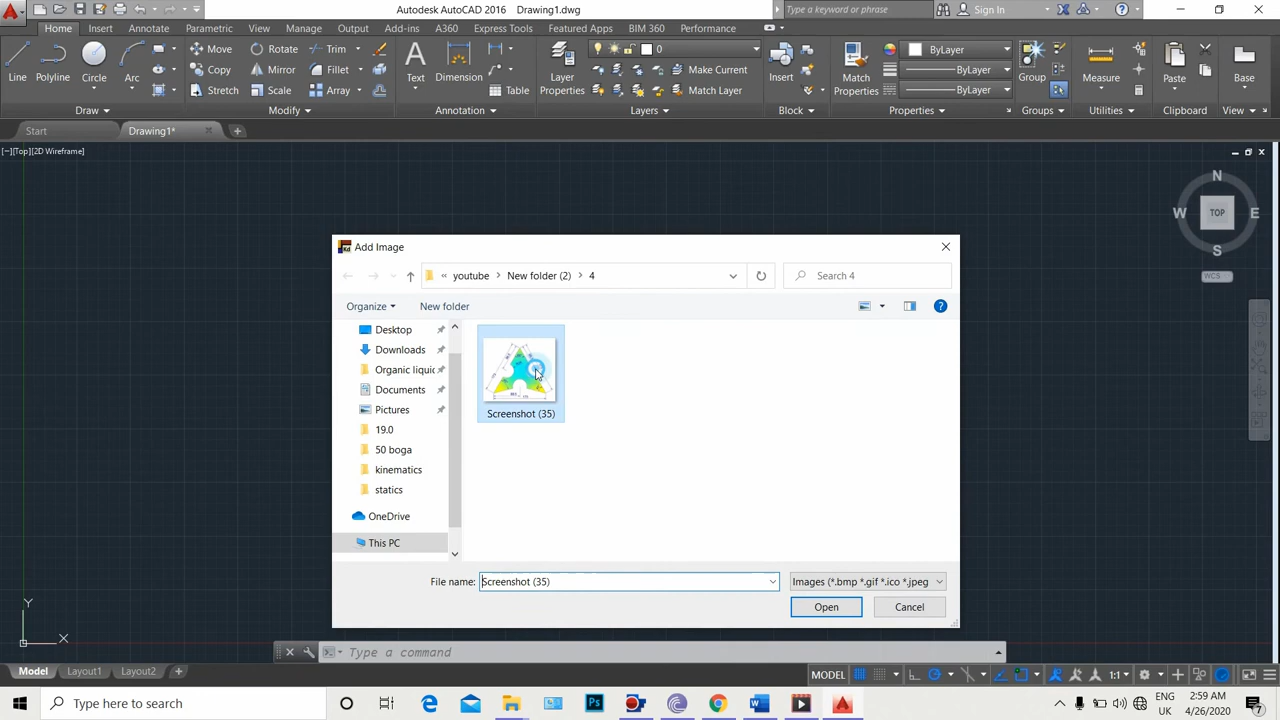 Autodesk AutoCAD 2016 Drawing1.dwg
Type a keyword or phrase
Sign In
Home Insert Annotate Parametric View Manage Output Add-ins A360 Express Tools Featured Apps BIM 360 Performance
Line Polyline Circle Arc
Move Rotate Trim
Copy Mirror Fillet
Stretch Scale Array
Text Dimension
Table
Layer Properties
0
Make Current
Match Layer
Insert
Match Properties
ByLayer
ByLayer
ByLayer
Group
Measure
Paste
Base
Draw Modify Annotation Layers Block Properties Groups Utilities Clipboard View
Start Drawing1*
[−][Top][2D Wireframe]
N
W TOP E
S
WCS
Add Image
« youtube > New folder (2) > 4
Search 4
Organize New folder
Desktop
Downloads
Organic liquic
Documents
Pictures
19.0
50 boga
kinematics
statics
OneDrive
This PC
Screenshot (35)
File name: Screenshot (35)
Images (*.bmp *.gif *.ico *.jpeg
Open Cancel
Y
X
Type a command
Model Layout1 Layout2 +
MODEL
1:1
Type here to search
ENG
UK
2:59 AM
4/26/2020
7